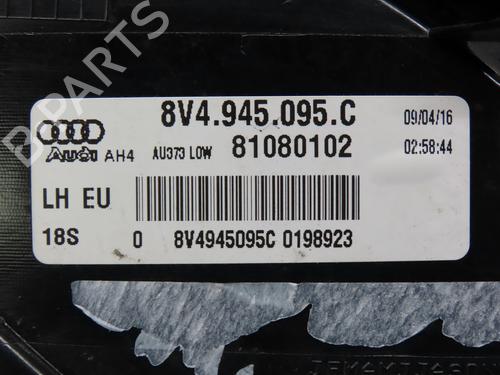 8V4.945.095.C
09/04/16
Audi AH4 AU373 LOW 81080102 02:58:44
LH EU
18S 0 8V4945095C 0198923
B-PARTS